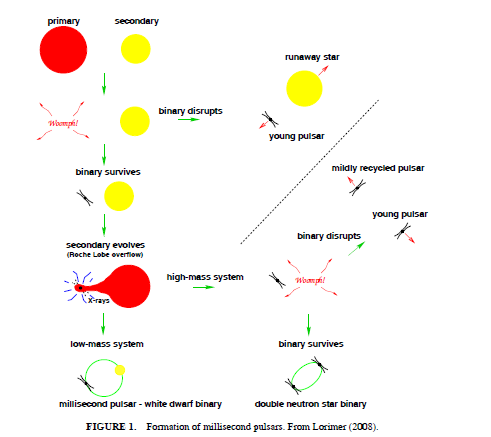 primary
secondary
runaway star
Woomph!
binary disrupts
young pulsar
binary survives
mildly recycled pulsar
young pulsar
secondary evolves
(Roche Lobe overflow)
binary disrupts
high-mass system
Woomph!
X-rays
low-mass system
binary survives
millisecond pulsar - white dwarf binary
double neutron star binary
FIGURE 1. Formation of millisecond pulsars. From Lorimer (2008).